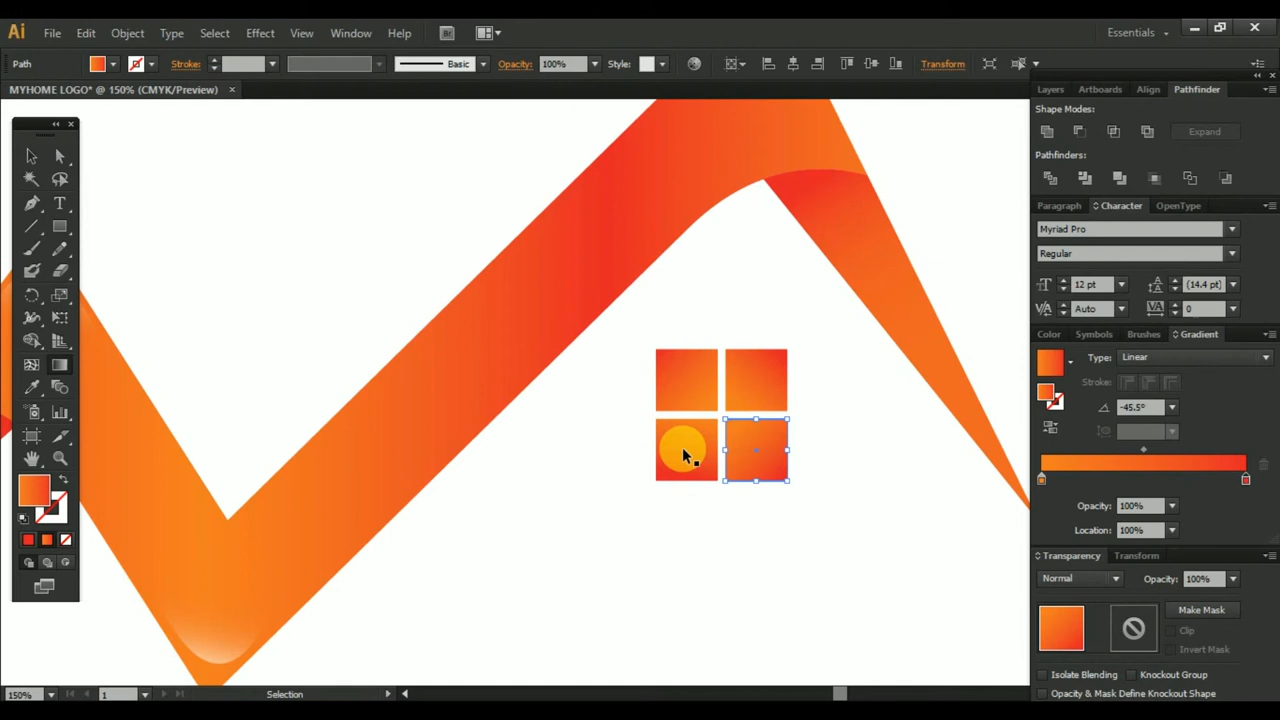 Ai File Edit Object Type Select Effect View Window Help Br Essentials
Path Stroke: Basic Opacity: 100% Style: Transform
MYHOME LOGO* @ 150% (CMYK/Preview)
Layers Artboards Align Pathfinder
Shape Modes:
Expand
Pathfinders:
Paragraph Character OpenType
Myriad Pro
Regular
12 pt (14.4 pt)
Auto 0
Color Symbols Brushes Gradient
Type: Linear
Stroke:
-45.5°
Opacity: 100%
Location: 100%
Transparency Transform
Normal Opacity: 100%
Make Mask
Clip
Invert Mask
Isolate Blending Knockout Group
Opacity & Mask Define Knockout Shape
150% 1 Selection